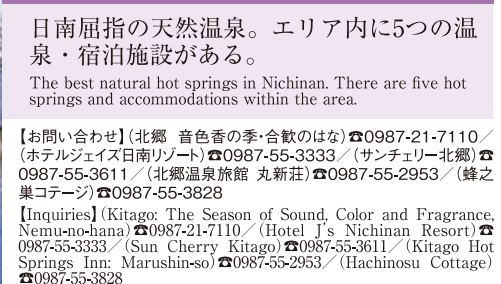 日南屈指の天然温泉。エリア内に5つの温
泉・宿泊施設がある。
The best natural hot springs in Nichinan. There are five hot
springs and accommodations within the area.
【お問い合わせ】(北郷 音色香の季・合歓のはな)☎0987-21-7110／
(ホテルジェイズ日南リゾート)☎0987-55-3333／(サンチェリー北郷)☎
0987-55-3611／(北郷温泉旅館 丸新荘)☎0987-55-2953／(蜂之
巣コテージ)☎0987-55-3828
【Inquiries】(Kitago: The Season of Sound, Color and Fragrance,
Nemu-no-hana)☎0987-21-7110／(Hotel J's Nichinan Resort)☎
0987-55-3333／(Sun Cherry Kitago)☎0987-55-3611／(Kitago Hot
Springs Inn: Marushin-so)☎0987-55-2953／(Hachinosu Cottage)
☎0987-55-3828